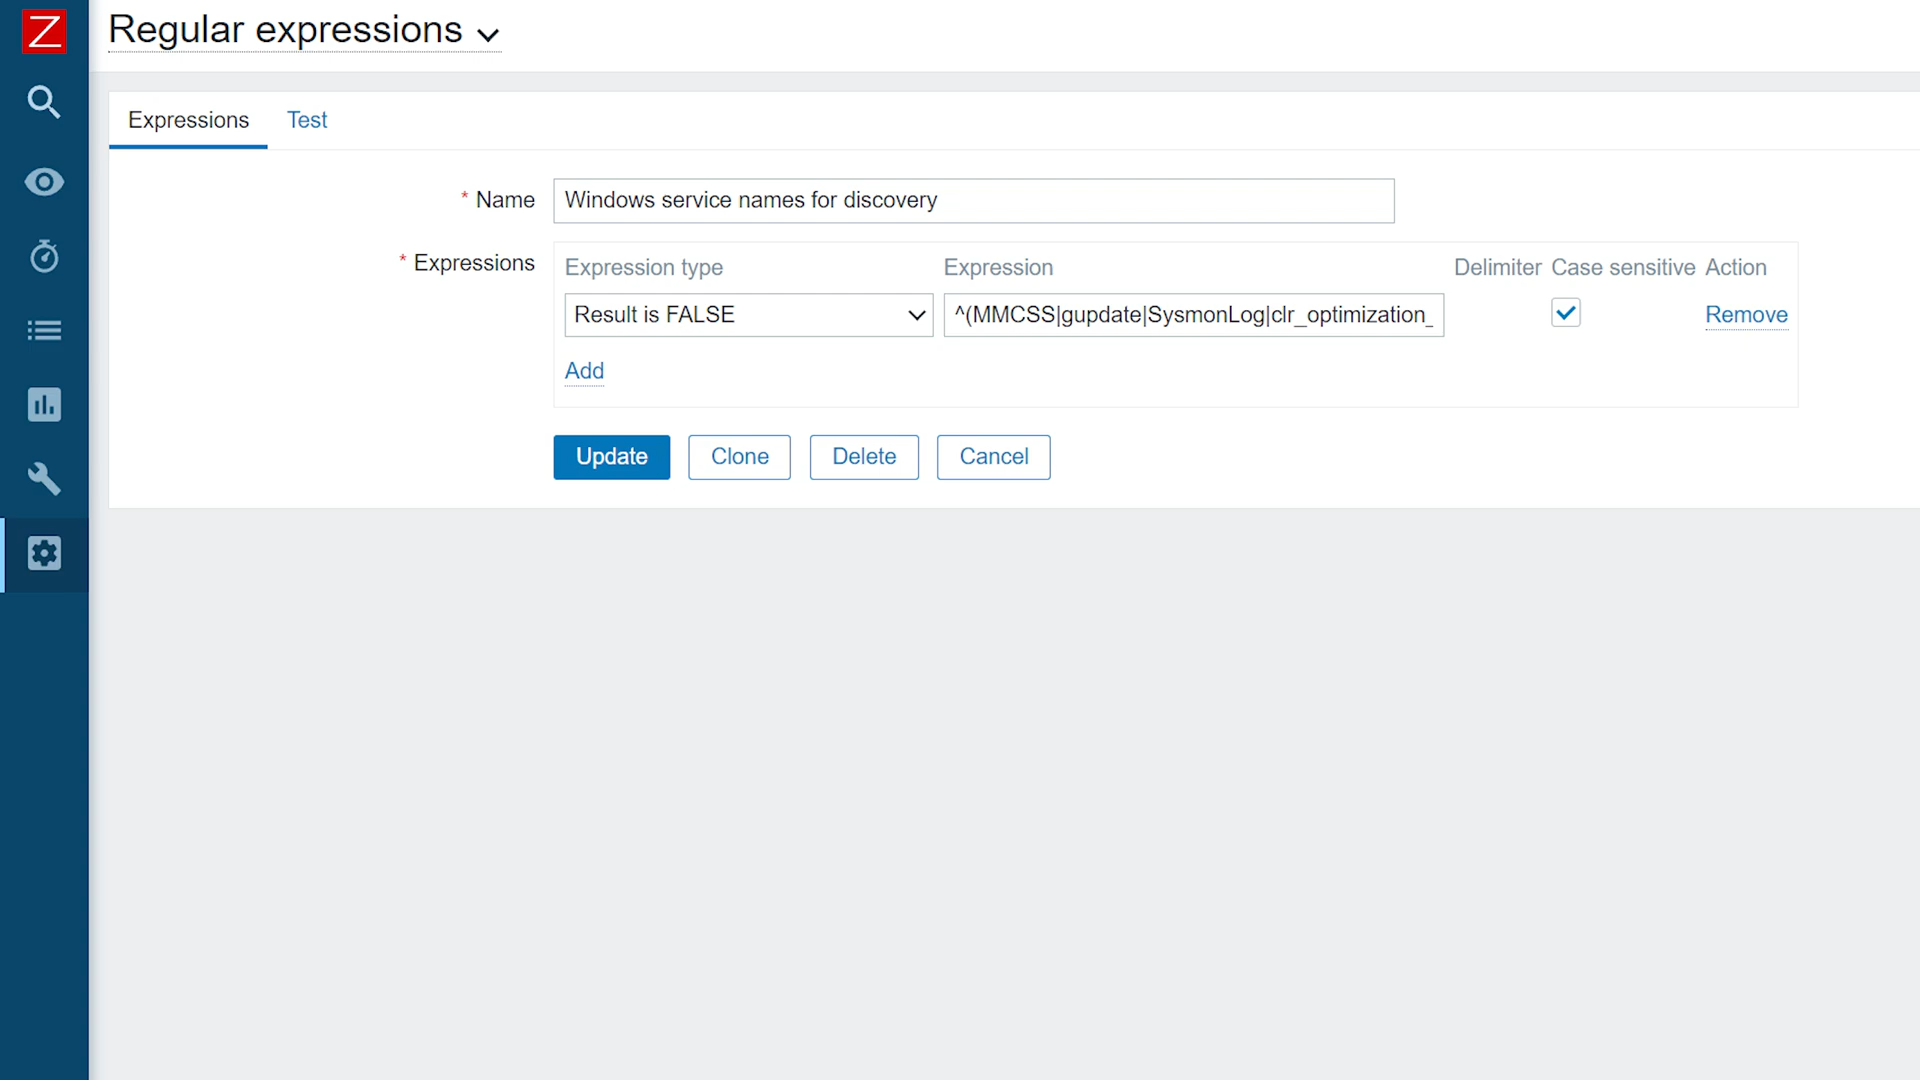 Z
Regular expressions
Expressions Test
* Name Windows service names for discovery
* Expressions Expression type Expression Delimiter Case sensitive Action
Result is FALSE ^(MMCSS|gupdate|SysmonLog|clr_optimization_ Remove
Add
Update Clone Delete Cancel